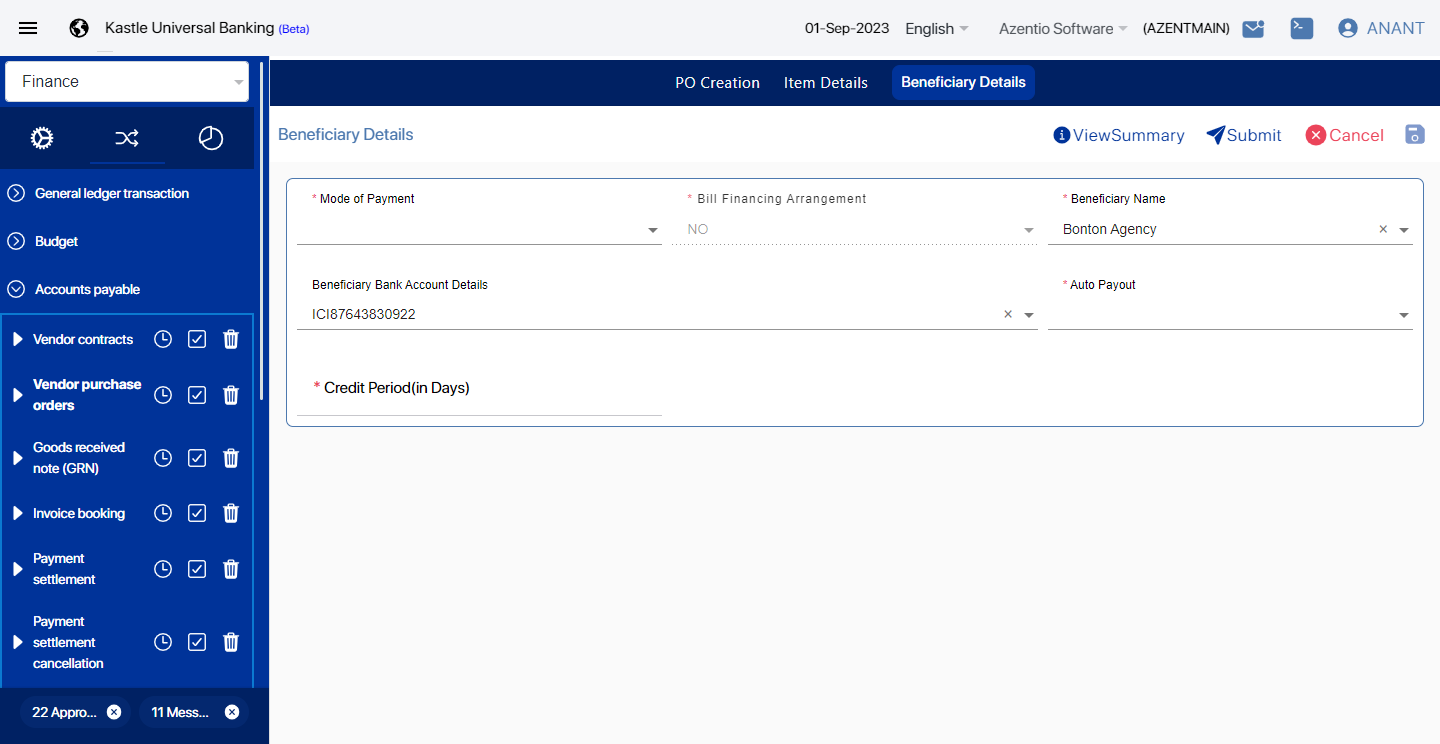 Kastle Universal Banking (Beta)
01-Sep-2023
English
Azentio Software
(AZENTMAIN)
ANANT
Finance
PO Creation
Item Details
Beneficiary Details
Beneficiary Details
ViewSummary
Submit
Cancel
General ledger transaction
Budget
Accounts payable
Vendor contracts
Vendor purchase
orders
Goods received
note (GRN)
Invoice booking
Payment
settlement
Payment
settlement
cancellation
22 Appro...
11 Mess...
* Mode of Payment
* Bill Financing Arrangement
NO
* Beneficiary Name
Bonton Agency
Beneficiary Bank Account Details
ICI87643830922
* Auto Payout
* Credit Period(in Days)